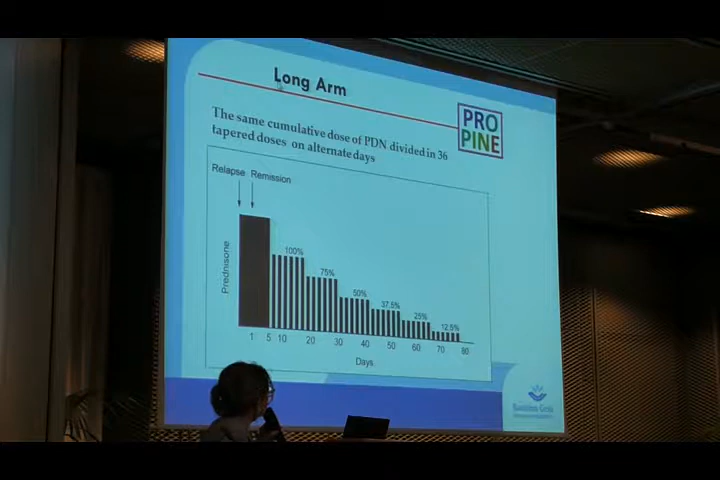 Long Arm
The same cumulative dose of PDN divided in 36
tapered doses on alternate days
PRO
PINE
Relapse Remission
Prednisone
100%
75%
50%
37.5%
25%
12.5%
1 5 10 20 30 40 50 60 70 80
Days
Bambino Gesù